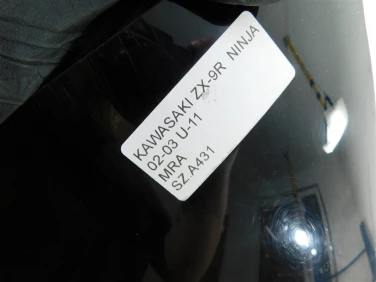 KAWASAKI ZX-9R NINJA
02-03 U-11
MRA
SZ.A431